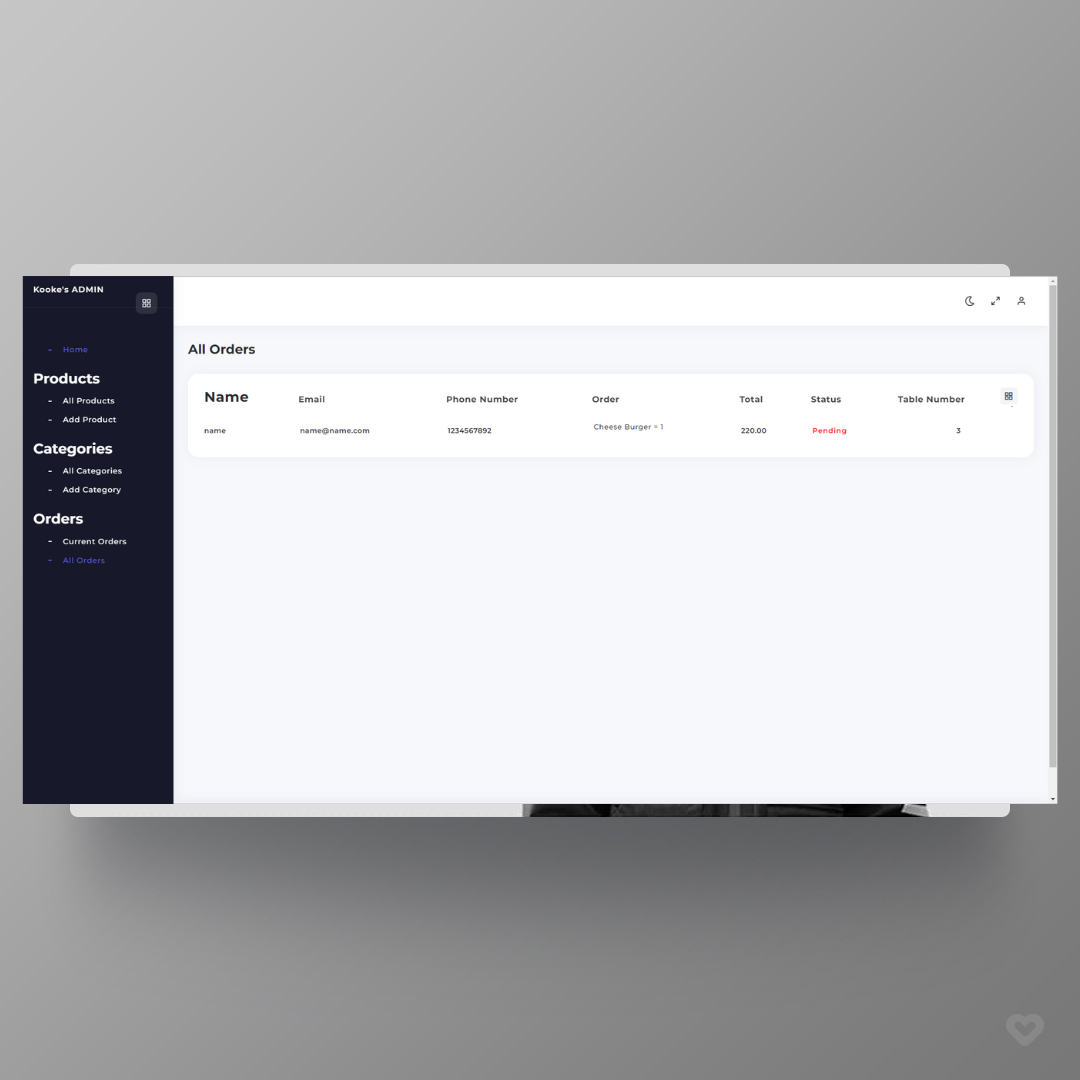 Kooke's ADMIN
- Home
Products
- All Products
- Add Product
Categories
- All Categories
- Add Category
Orders
- Current Orders
- All Orders
All Orders
Name Email Phone Number Order Total Status Table Number
name name@name.com 1234567892 Cheese Burger = 1 220.00 Pending 3